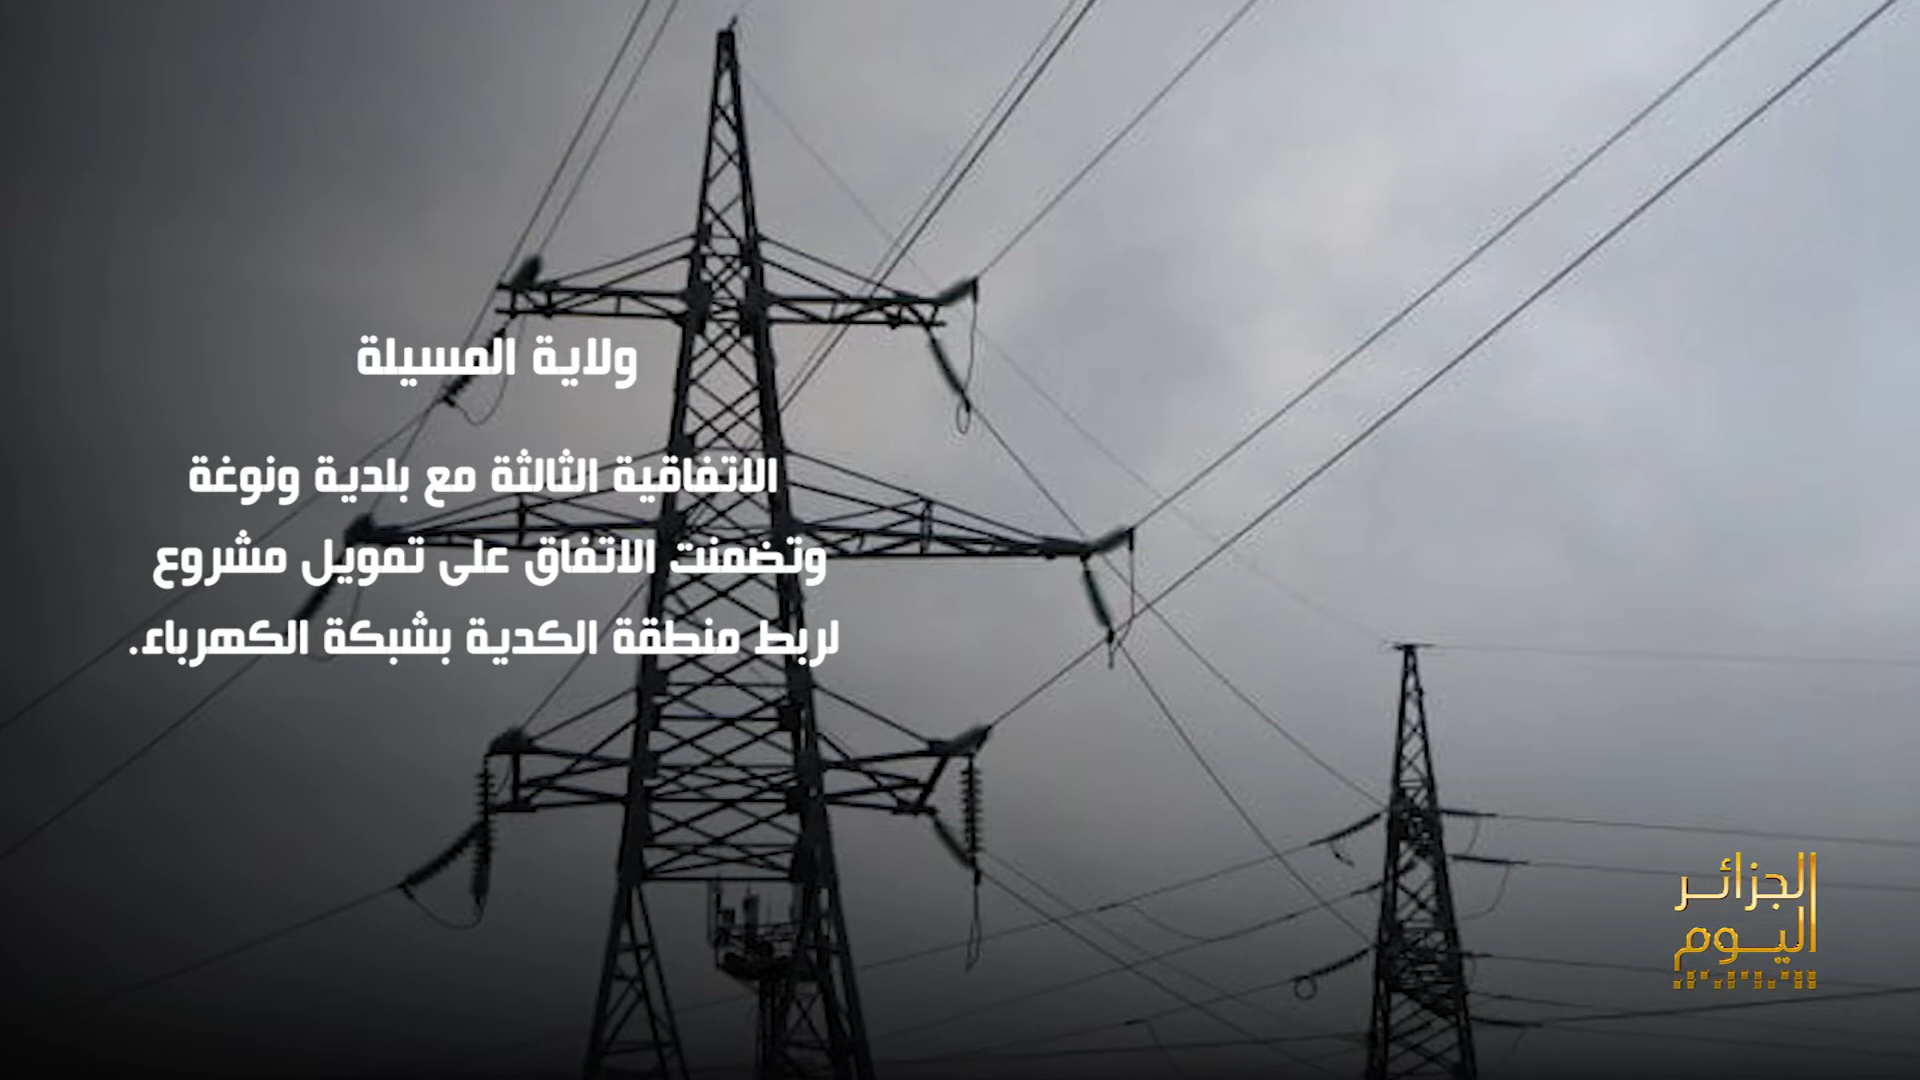 ولاية المسيلة
الاتفاقية الثالثة مع بلدية ونوغة
وتضمنت الاتفاق على تمويل مشروع
لربط منطقة الكدية بشبكة الكهرباء.
الجزائر
اليوم